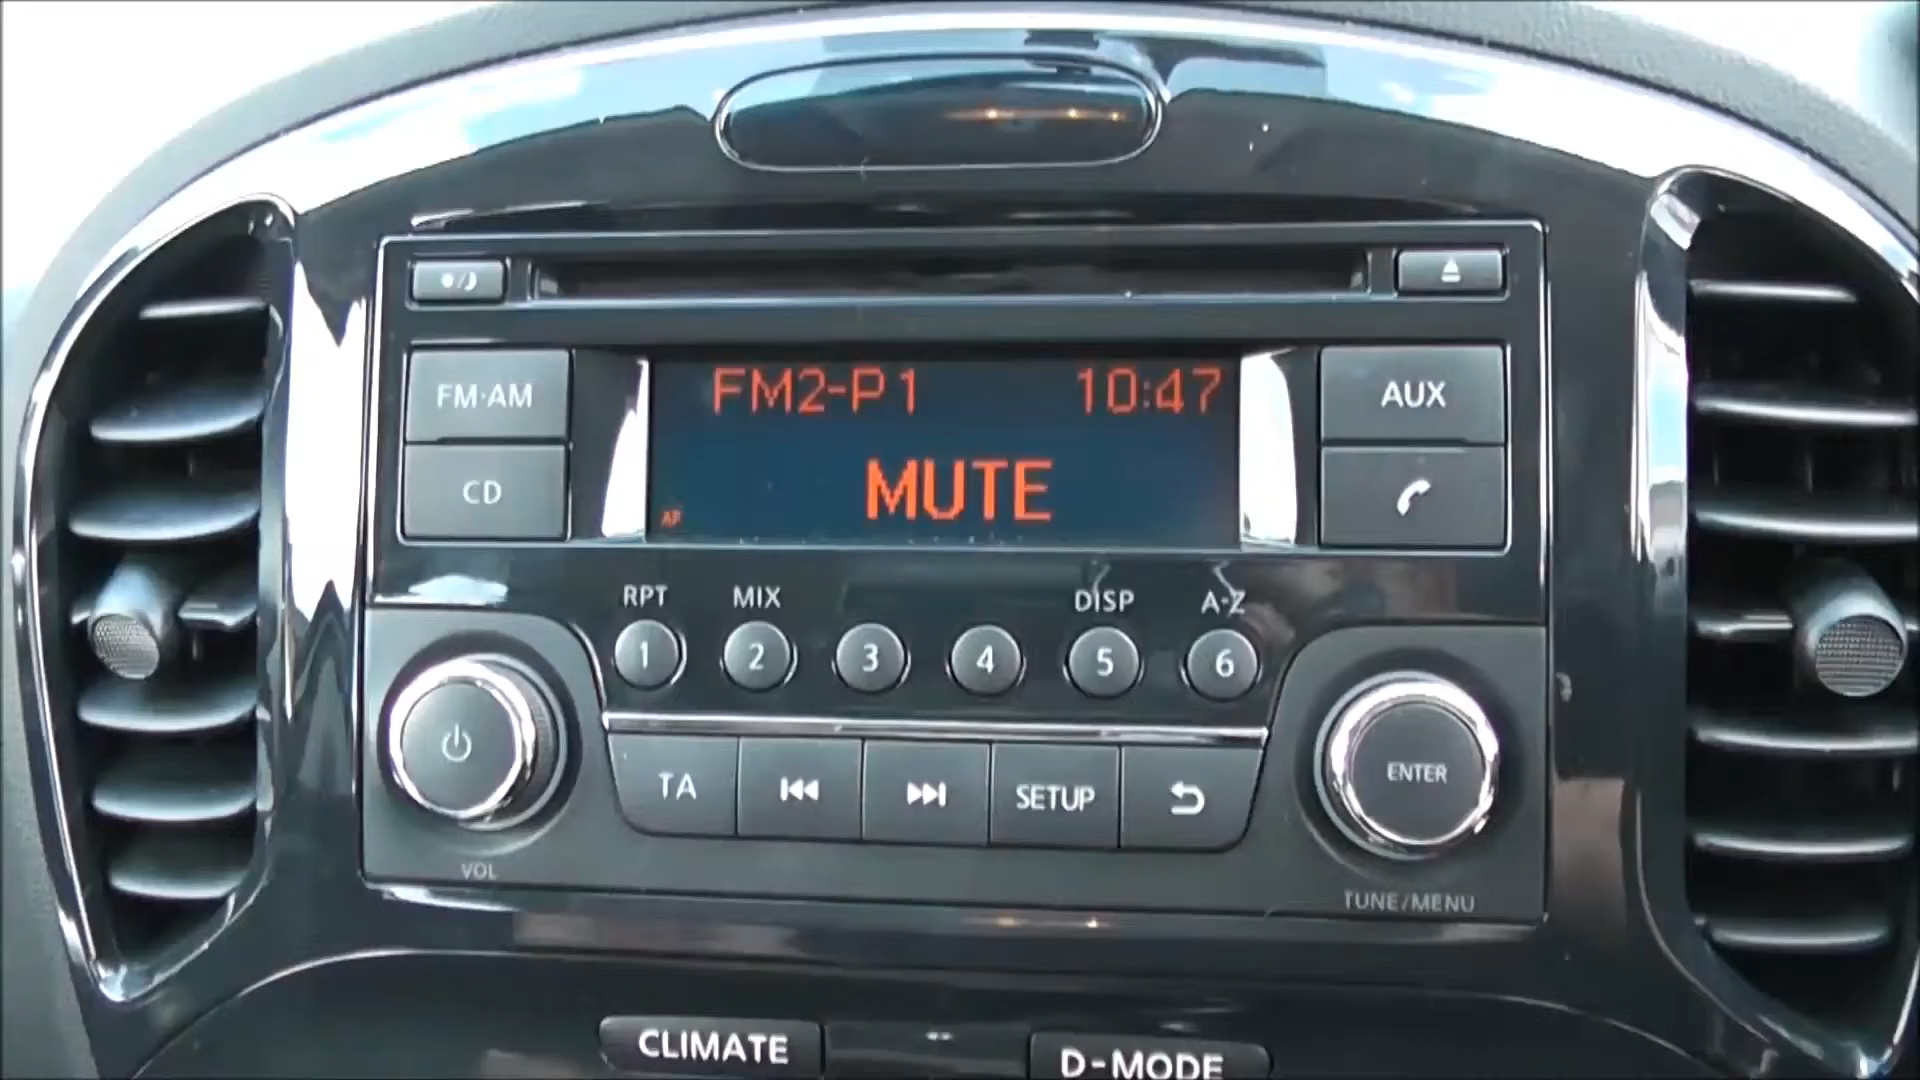 FM·AM
CD
FM2-P1 10:47
MUTE
AF
AUX
RPT MIX DISP A-Z
1 2 3 4 5 6
TA SETUP
VOL
ENTER
TUNE/MENU
CLIMATE
D-MODE